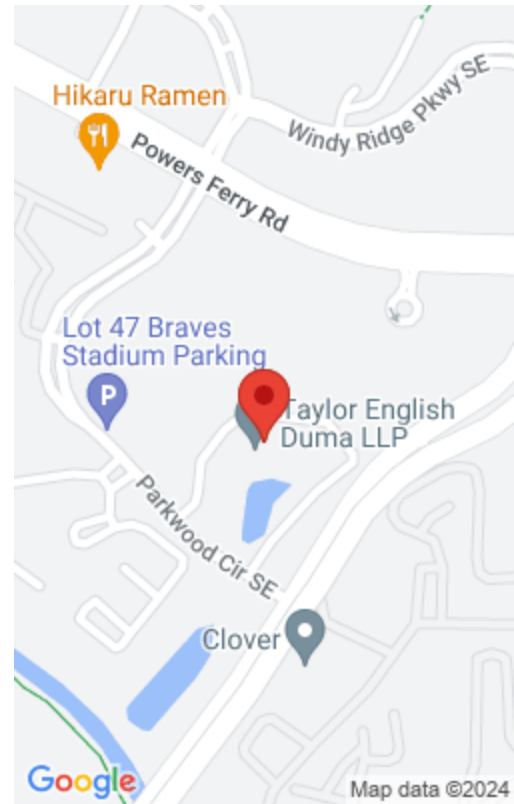 Hikaru Ramen
Windy Ridge Pkwy SE
Powers Ferry Rd
Lot 47 Braves
Stadium Parking
P
Taylor English
Duma LLP
Parkwood Cir SE
Clover
Google
Map data ©2024